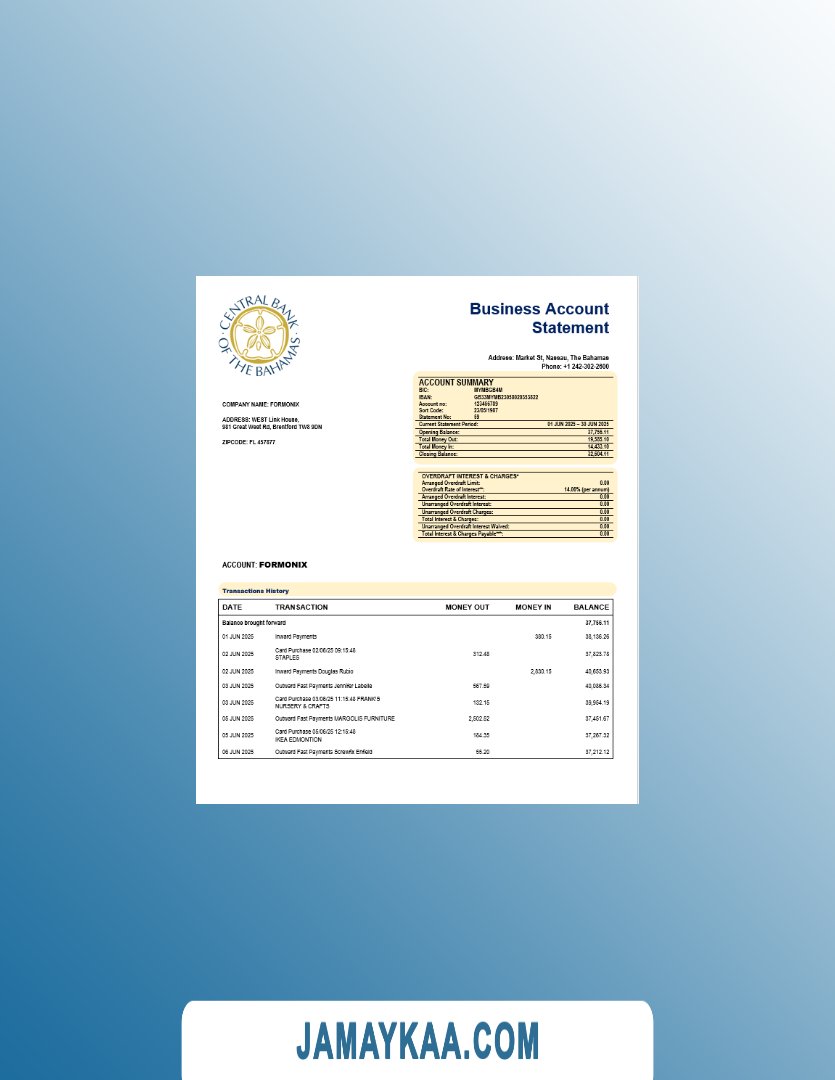 CENTRAL BANK
OF THE BAHAMAS
Business Account
Statement
Address: Market St, Nassau, The Bahamas
Phone: +1 242-302-2600
COMPANY NAME: FORMONIX
ADDRESS: WEST Link House,
981 Great West Rd, Brentford TW8 9DN
ZIPCODE: FL 457877
ACCOUNT SUMMARY
BIC: MYMBGB4M
IBAN:
Account no: 123456789
Sort Code: 23/05/1987
Statement No: 89
Current Statement Period: 01 JUN 2025 – 30 JUN 2025
Opening Balance: 37,756.11
Total Money Out: 19,585.10
Total Money In: 14,433.10
Closing Balance: 32,604.11
OVERDRAFT INTEREST & CHARGES*
Arranged Overdraft Limit: 0.00
Overdraft Rate of Interest**: 14.00% (per annum)
Arranged Overdraft Interest: 0.00
Unarranged Overdraft Interest: 0.00
Unarranged Overdraft Charges: 0.00
Total Interest & Charges: 0.00
Unarranged Overdraft Interest Waived: 0.00
Total Interest & Charges Payable***: 0.00
ACCOUNT: FORMONIX
Transactions History
DATE TRANSACTION MONEY OUT MONEY IN BALANCE
Balance brought forward 37,756.11
01 JUN 2025 Inward Payments 380.15 38,136.26
02 JUN 2025 Card Purchase 02/06/25 09:15:48
STAPLES 312.48 37,823.78
02 JUN 2025 Inward Payments Douglas Rubio 2,830.15 40,653.93
03 JUN 2025 Outward Fast Payments Jennifer Labelle 567.59 40,086.34
03 JUN 2025 Card Purchase 03/06/25 11:15:48 FRANK'S
NURSERY & CRAFTS 132.15 39,954.19
05 JUN 2025 Outward Fast Payments MARGOLIS FURNITURE 2,502.52 37,451.67
05 JUN 2025 Card Purchase 05/06/25 12:15:48
IKEA EDMONTION 184.35 37,267.32
06 JUN 2025 Outward Fast Payments Screwfix Enfield 55.20 37,212.12
JAMAYKAA.COM